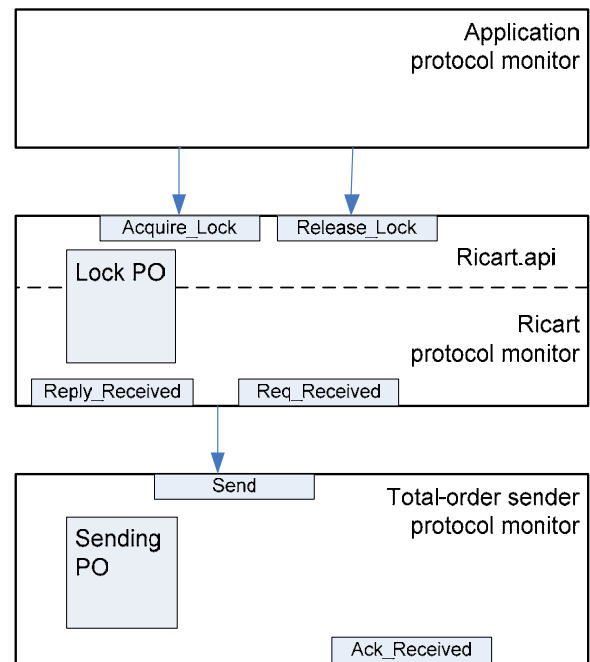 Application
protocol monitor
Acquire_Lock
Release_Lock
Lock PO
Ricart.api
Ricart
protocol monitor
Reply_Received
Req_Received
Send
Total-order sender
protocol monitor
Sending
PO
Ack_Received